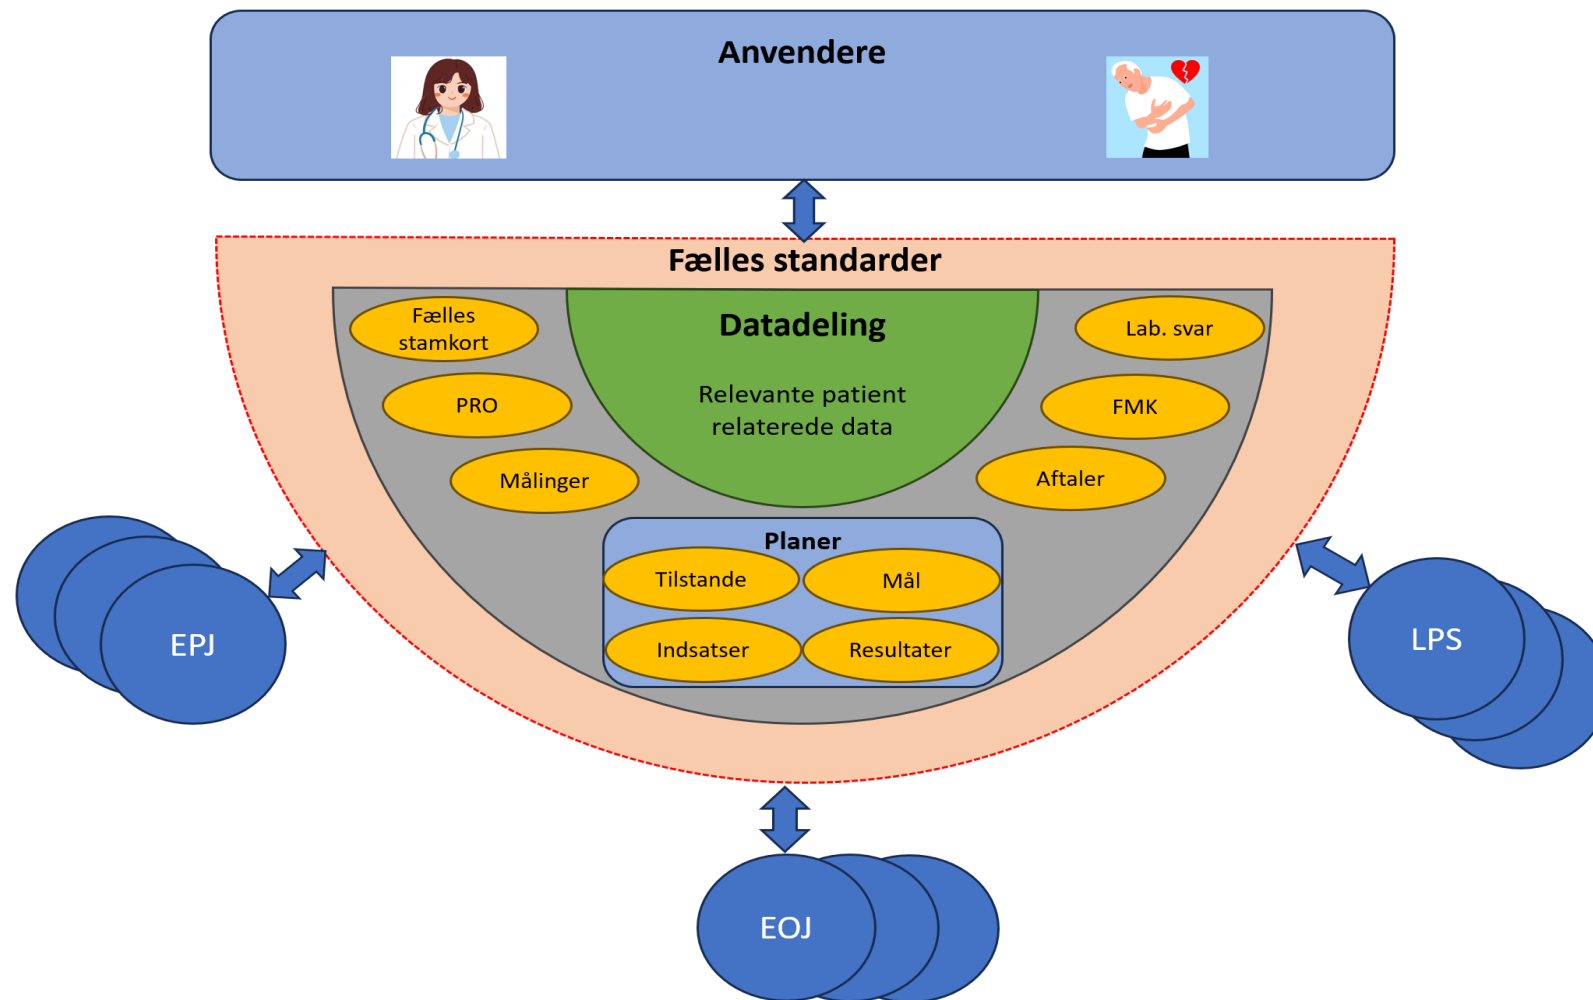 Anvendere
Fælles standarder
Datadeling
Relevante patient
relaterede data
Fælles
stamkort
PRO
Målinger
Lab. svar
FMK
Aftaler
Planer
Tilstande
Mål
Indsatser
Resultater
EPJ
LPS
EOJ